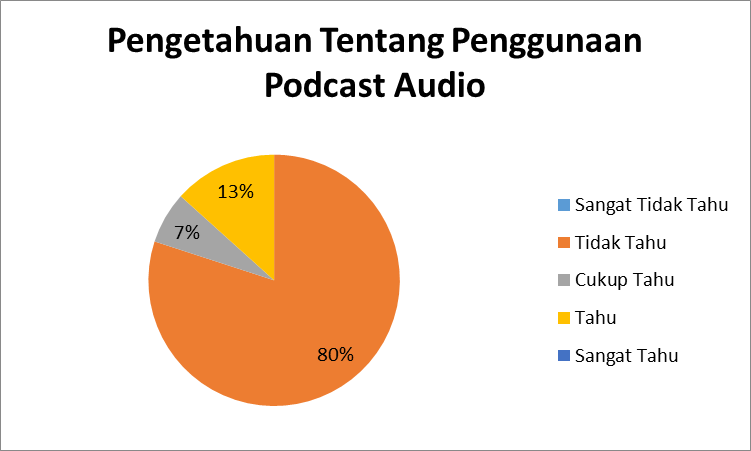 Pengetahuan Tentang Penggunaan
Podcast Audio
13%
7%
80%
Sangat Tidak Tahu
Tidak Tahu
Cukup Tahu
Tahu
Sangat Tahu